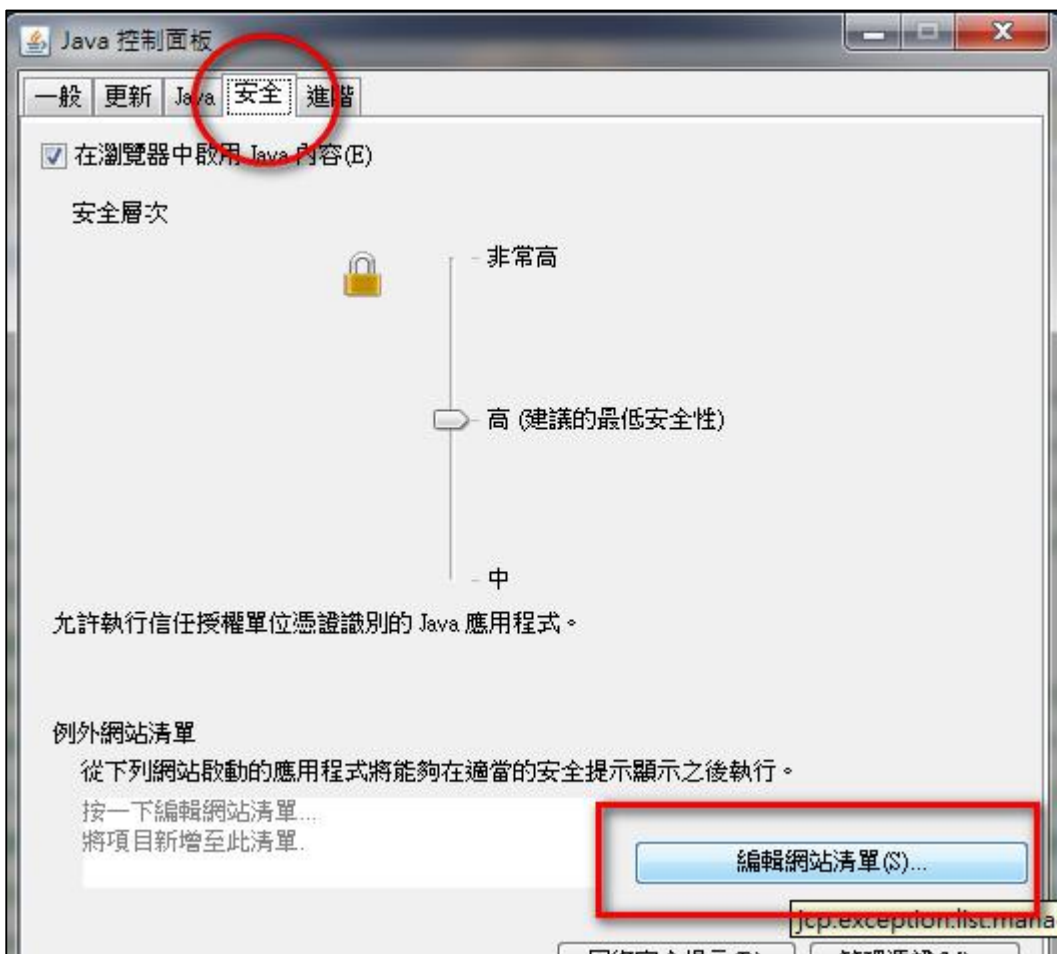 Java 控制面板
一般 更新 Java 安全 進階
在瀏覽器中啟用 Java 內容(E)
安全層次
非常高
高 (建議的最低安全性)
中
允許執行信任授權單位憑證識別的 Java 應用程式。
例外網站清單
從下列網站啟動的應用程式將能夠在適當的安全提示顯示之後執行。
按一下編輯網站清單...
將項目新增至此清單.
編輯網站清單(S)...
jcp.exception.list.mana